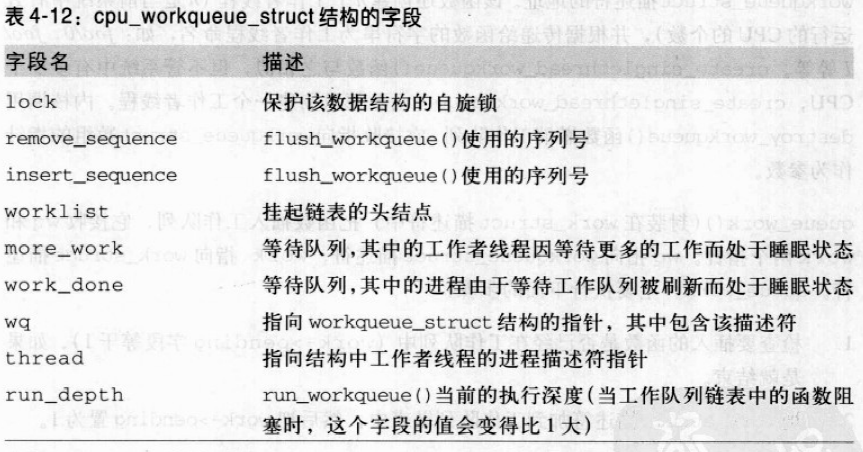 表 4-12：cpu_workqueue_struct 结构的字段
字段名 描述
lock 保护该数据结构的自旋锁
remove_sequence flush_workqueue()使用的序列号
insert_sequence flush_workqueue()使用的序列号
worklist 挂起链表的头结点
more_work 等待队列，其中的工作者线程因等待更多的工作而处于睡眠状态
work_done 等待队列，其中的进程由于等待工作队列被刷新而处于睡眠状态
wq 指向 workqueue_struct 结构的指针，其中包含该描述符
thread 指向结构中工作者线程的进程描述符指针
run_depth run_workqueue()当前的执行深度(当工作队列链表中的函数阻
塞时，这个字段的值会变得比 1 大)